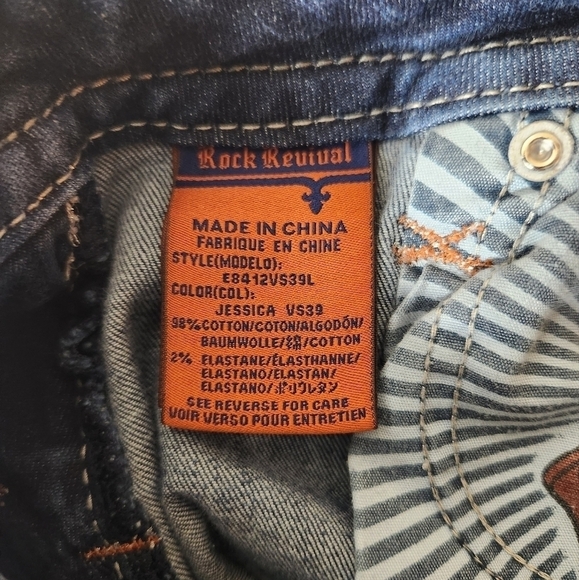 Rock Revival
MADE IN CHINA
FABRIQUE EN CHINE
STYLE(MODELO):
E8412VS39L
COLOR(COL):
JESSICA VS39
98%COTTON/COTON/ALGODÓN/
BAUMWOLLE/綿/COTTON
2% ELASTANE/ÉLASTHANNE/
ELASTANO/ELASTAN/
ELASTANO/ポリウレタン
SEE REVERSE FOR CARE
VOIR VERSO POUR ENTRETIEN